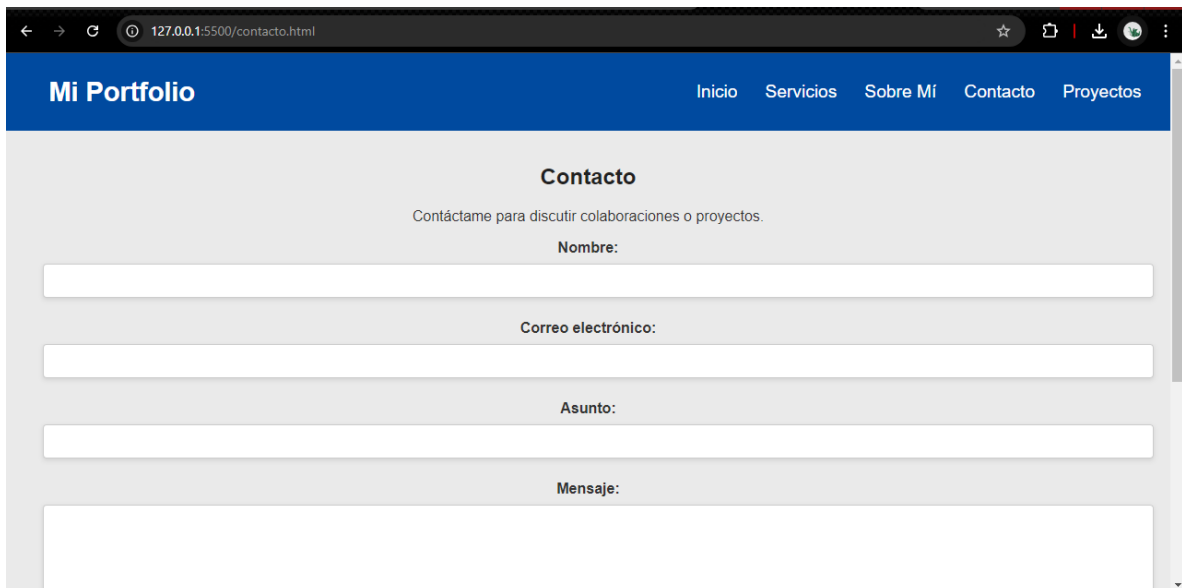 127.0.0.1:5500/contacto.html
Mi Portfolio
Inicio Servicios Sobre Mí Contacto Proyectos
Contacto
Contáctame para discutir colaboraciones o proyectos.
Nombre:
Correo electrónico:
Asunto:
Mensaje: